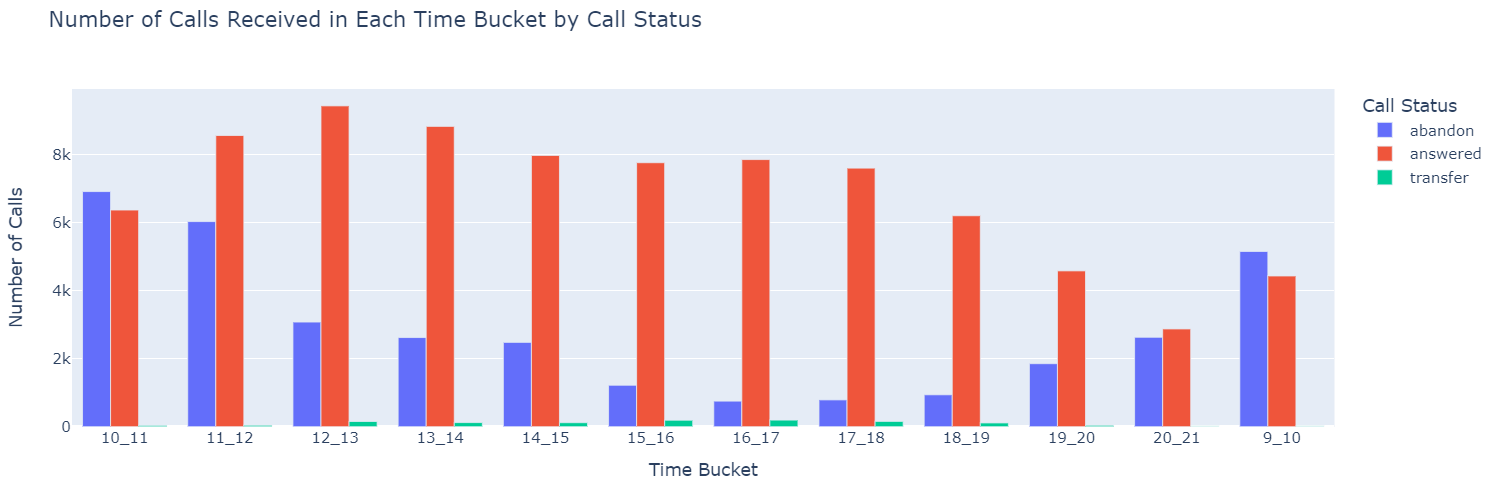 Number of Calls Received in Each Time Bucket by Call Status
Call Status
abandon
answered
transfer
Number of Calls
8k
6k
4k
2k
0
10_11 11_12 12_13 13_14 14_15 15_16 16_17 17_18 18_19 19_20 20_21 9_10
Time Bucket